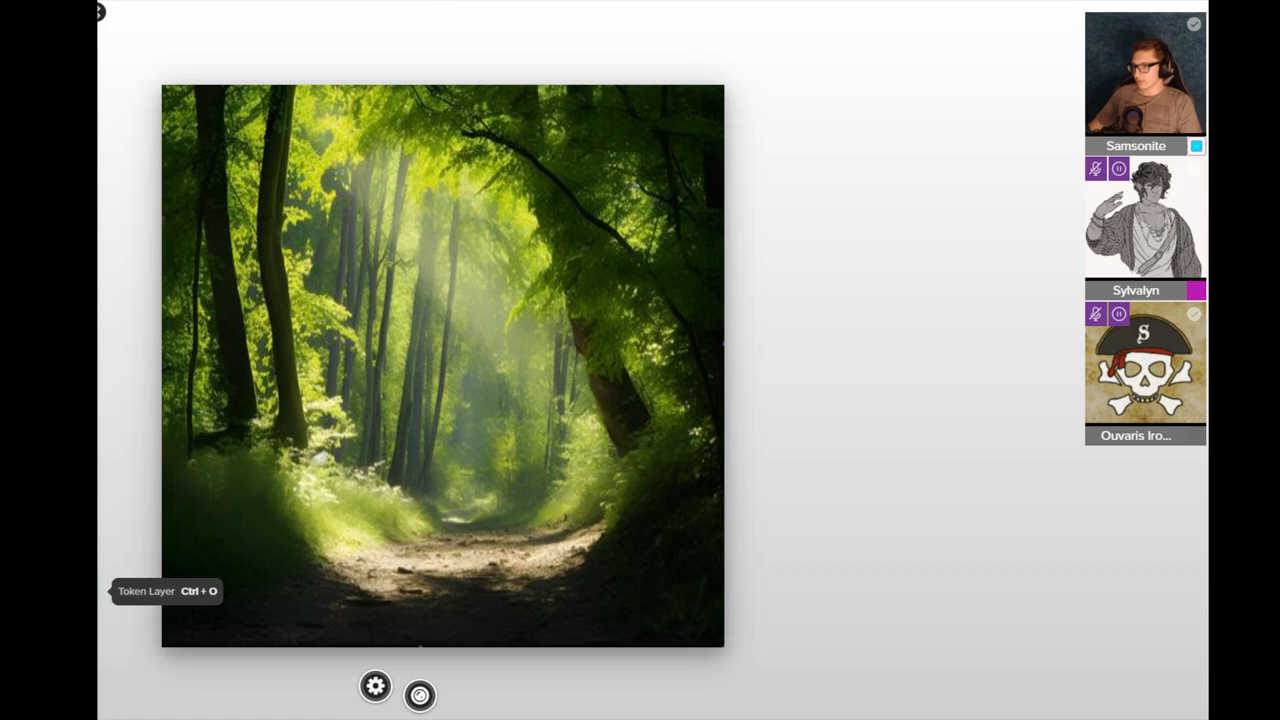 Samsonite
Sylvalyn
S
Ouvaris Iro...
Token Layer Ctrl + O